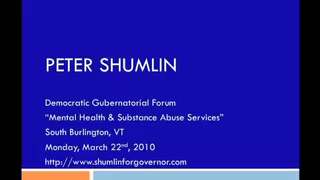 PETER SHUMLIN
Democratic Gubernatorial Forum
“Mental Health & Substance Abuse Services”
South Burlington, VT
Monday, March 22nd, 2010
http://www.shumlinforgovernor.com